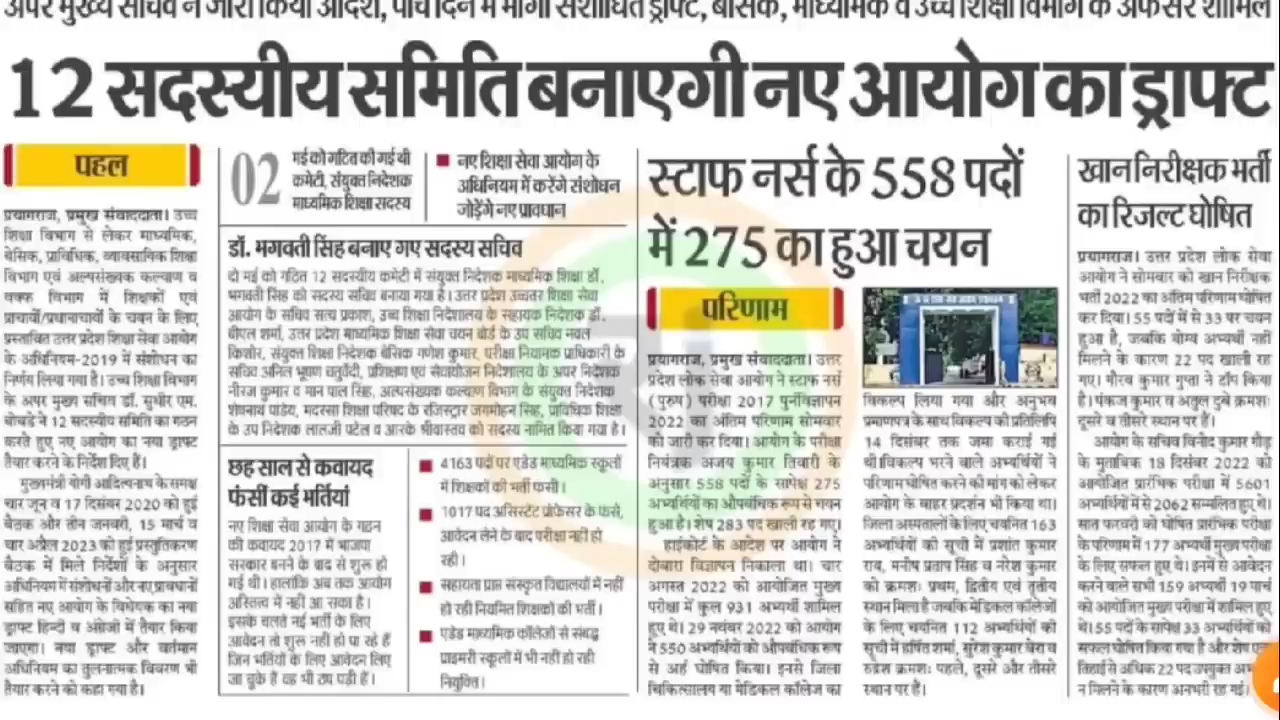 अपर मुख्य सचिव ने जारी किया आदेश, पांच दिन में मांगा संशोधित ड्राफ्ट, बेसिक, माध्यमिक व उच्च शिक्षा विभाग के अफसर शामिल
12 सदस्यीय समिति बनाएगी नए आयोग का ड्राफ्ट
पहल
प्रयागराज, प्रमुख संवाददाता। उच्च
शिक्षा विभाग से लेकर माध्यमिक,
बेसिक, प्राविधिक, व्यावसायिक शिक्षा
विभाग एवं अल्पसंख्यक कल्याण व
वक्फ विभाग में शिक्षकों एवं
प्राचार्यों/प्रधानाचार्यों के चयन के लिए
प्रस्तावित उत्तर प्रदेश शिक्षा सेवा आयोग
के अधिनियम-2019 में संशोधन का
निर्णय लिया गया है। उच्च शिक्षा विभाग
के अपर मुख्य सचिव डॉ. सुधीर एम.
बोबडे ने 12 सदस्यीय समिति का गठन
करते हुए नए आयोग का नया ड्राफ्ट
तैयार करने के निर्देश दिए हैं।
मुख्यमंत्री योगी आदित्यनाथ के समक्ष
चार जून व 17 दिसंबर 2020 को हुई
बैठक और तीन जनवरी, 15 मार्च व
चार अप्रैल 2023 को हुई प्रस्तुतिकरण
बैठक में मिले निर्देशों के अनुसार
अधिनियम में संशोधनों और नए प्रावधानों
सहित नए आयोग के विधेयक का नया
ड्राफ्ट हिन्दी व अंग्रेजी में तैयार किया
जाएगा। नया ड्राफ्ट और वर्तमान
अधिनियम का तुलनात्मक विवरण भी
तैयार करने को कहा गया है।
02
मई को गठित की गई थी
कमेटी, संयुक्त निदेशक
माध्यमिक शिक्षा सदस्य
नए शिक्षा सेवा आयोग के
अधिनियम में करेंगे संशोधन
जोड़ेंगे नए प्रावधान
डॉ. भगवती सिंह बनाए गए सदस्य सचिव
दो मई को गठित 12 सदस्यीय कमेटी में संयुक्त निदेशक माध्यमिक शिक्षा डॉ.
भगवती सिंह को सदस्य सचिव बनाया गया है। उत्तर प्रदेश उच्चतर शिक्षा सेवा
आयोग के सचिव सत्य प्रकाश, उच्च शिक्षा निदेशालय के सहायक निदेशक डॉ.
बीएल शर्मा, उत्तर प्रदेश माध्यमिक शिक्षा सेवा चयन बोर्ड के उप सचिव नवल
किशोर, संयुक्त शिक्षा निदेशक बेसिक गणेश कुमार, परीक्षा नियामक प्राधिकारी के
सचिव अनिल भूषण चतुर्वेदी, प्रशिक्षण एवं सेवायोजन निदेशालय के अपर निदेशक
नीरज कुमार व मान पाल सिंह, अल्पसंख्यक कल्याण विभाग के संयुक्त निदेशक
शेषनाथ पांडेय, मदरसा शिक्षा परिषद के रजिस्ट्रार जगमोहन सिंह, प्राविधिक शिक्षा
के उप निदेशक लालजी पटेल व आरके श्रीवास्तव को सदस्य नामित किया गया है।
छह साल से कवायद
फंसीं कई भर्तियां
नए शिक्षा सेवा आयोग के गठन
की कवायद 2017 में भाजपा
सरकार बनने के बाद से शुरू हो
गई थी। हालांकि अब तक आयोग
अस्तित्व में नहीं आ सका है।
इसके चलते नई भर्ती के लिए
आवेदन तो शुरू नहीं हो पा रहे हैं
जिन भर्तियों के लिए आवेदन लिए
जा चुके हैं वह भी ठप पड़ी हैं।
4163 पदों पर एडेड माध्यमिक स्कूलों
में शिक्षकों की भर्ती फंसी।
1017 पद असिस्टेंट प्रोफेसर के फंसे,
आवेदन लेने के बाद परीक्षा नहीं हो
रही।
सहायता प्राप्त संस्कृत विद्यालयों में नहीं
हो रही नियमित शिक्षकों की भर्ती।
एडेड माध्यमिक कॉलेजों से संबद्ध
प्राइमरी स्कूलों में भी नहीं हो रही
नियुक्ति।
स्टाफ नर्स के 558 पदों
में 275 का हुआ चयन
परिणाम
प्रयागराज, प्रमुख संवाददाता। उत्तर
प्रदेश लोक सेवा आयोग ने स्टाफ नर्स
(पुरुष) परीक्षा 2017 पुनर्विज्ञापन
2022 का अंतिम परिणाम सोमवार
को जारी कर दिया। आयोग के परीक्षा
नियंत्रक अजय कुमार तिवारी के
अनुसार 558 पदों के सापेक्ष 275
अभ्यर्थियों का औपबंधिक रूप से चयन
हुआ है। शेष 283 पद खाली रह गए।
हाईकोर्ट के आदेश पर आयोग ने
दोबारा विज्ञापन निकाला था। चार
अगस्त 2022 को आयोजित मुख्य
परीक्षा में कुल 931 अभ्यर्थी शामिल
हुए थे। 29 नवंबर 2022 को आयोग
ने 550 अभ्यर्थियों को औपबंधिक रूप
से अर्ह घोषित किया। इनसे जिला
चिकित्सालय या मेडिकल कॉलेज का
विकल्प लिया गया और अनुभव
प्रमाणपत्र के साथ विकल्प की प्रतिलिपि
14 दिसंबर तक जमा कराई गई
थी। विकल्प भरने वाले अभ्यर्थियों ने
परिणाम घोषित करने की मांग को लेकर
आयोग के बाहर प्रदर्शन भी किया था।
जिला अस्पतालों के लिए चयनित 163
अभ्यर्थियों की सूची में प्रशांत कुमार
राव, मनीष प्रताप सिंह व नरेश कुमार
को क्रमश: प्रथम, द्वितीय एवं तृतीय
स्थान मिला है जबकि मेडिकल कॉलेजों
के लिए चयनित 112 अभ्यर्थियों की
सूची में हर्षित शर्मा, सुरेश कुमार बैरा व
रुद्रेश क्रमश: पहले, दूसरे और तीसरे
स्थान पर हैं।
खान निरीक्षक भर्ती
का रिजल्ट घोषित
प्रयागराज। उत्तर प्रदेश लोक सेवा
आयोग ने सोमवार को खान निरीक्षक
भर्ती 2022 का अंतिम परिणाम घोषित
कर दिया। 55 पदों में से 33 पर चयन
हुआ है, जबकि योग्य अभ्यर्थी नहीं
मिलने के कारण 22 पद खाली रह
गए। गौरव कुमार गुप्ता ने टॉप किया
है। पंकज कुमार व अतुल दुबे क्रमश:
दूसरे व तीसरे स्थान पर हैं।
आयोग के सचिव विनोद कुमार गौड़
के मुताबिक 18 दिसंबर 2022 को
आयोजित प्रारंभिक परीक्षा में 5601
अभ्यर्थियों में से 2062 सम्मलित हुए थे।
सात फरवरी को घोषित प्रारंभिक परीक्षा
के परिणाम में 177 अभ्यर्थी मुख्य परीक्षा
के लिए सफल हुए थे। इनमें से आवेदन
करने वाले सभी 159 अभ्यर्थी 19 मार्च
को आयोजित मुख्य परीक्षा में शामिल हुए
थे। 55 पदों के सापेक्ष 33 अभ्यर्थियों को
सफल घोषित किया गया है और शेष एक
तिहाई से अधिक 22 पद उपयुक्त
न मिलने के कारण अनभरी रह गई।